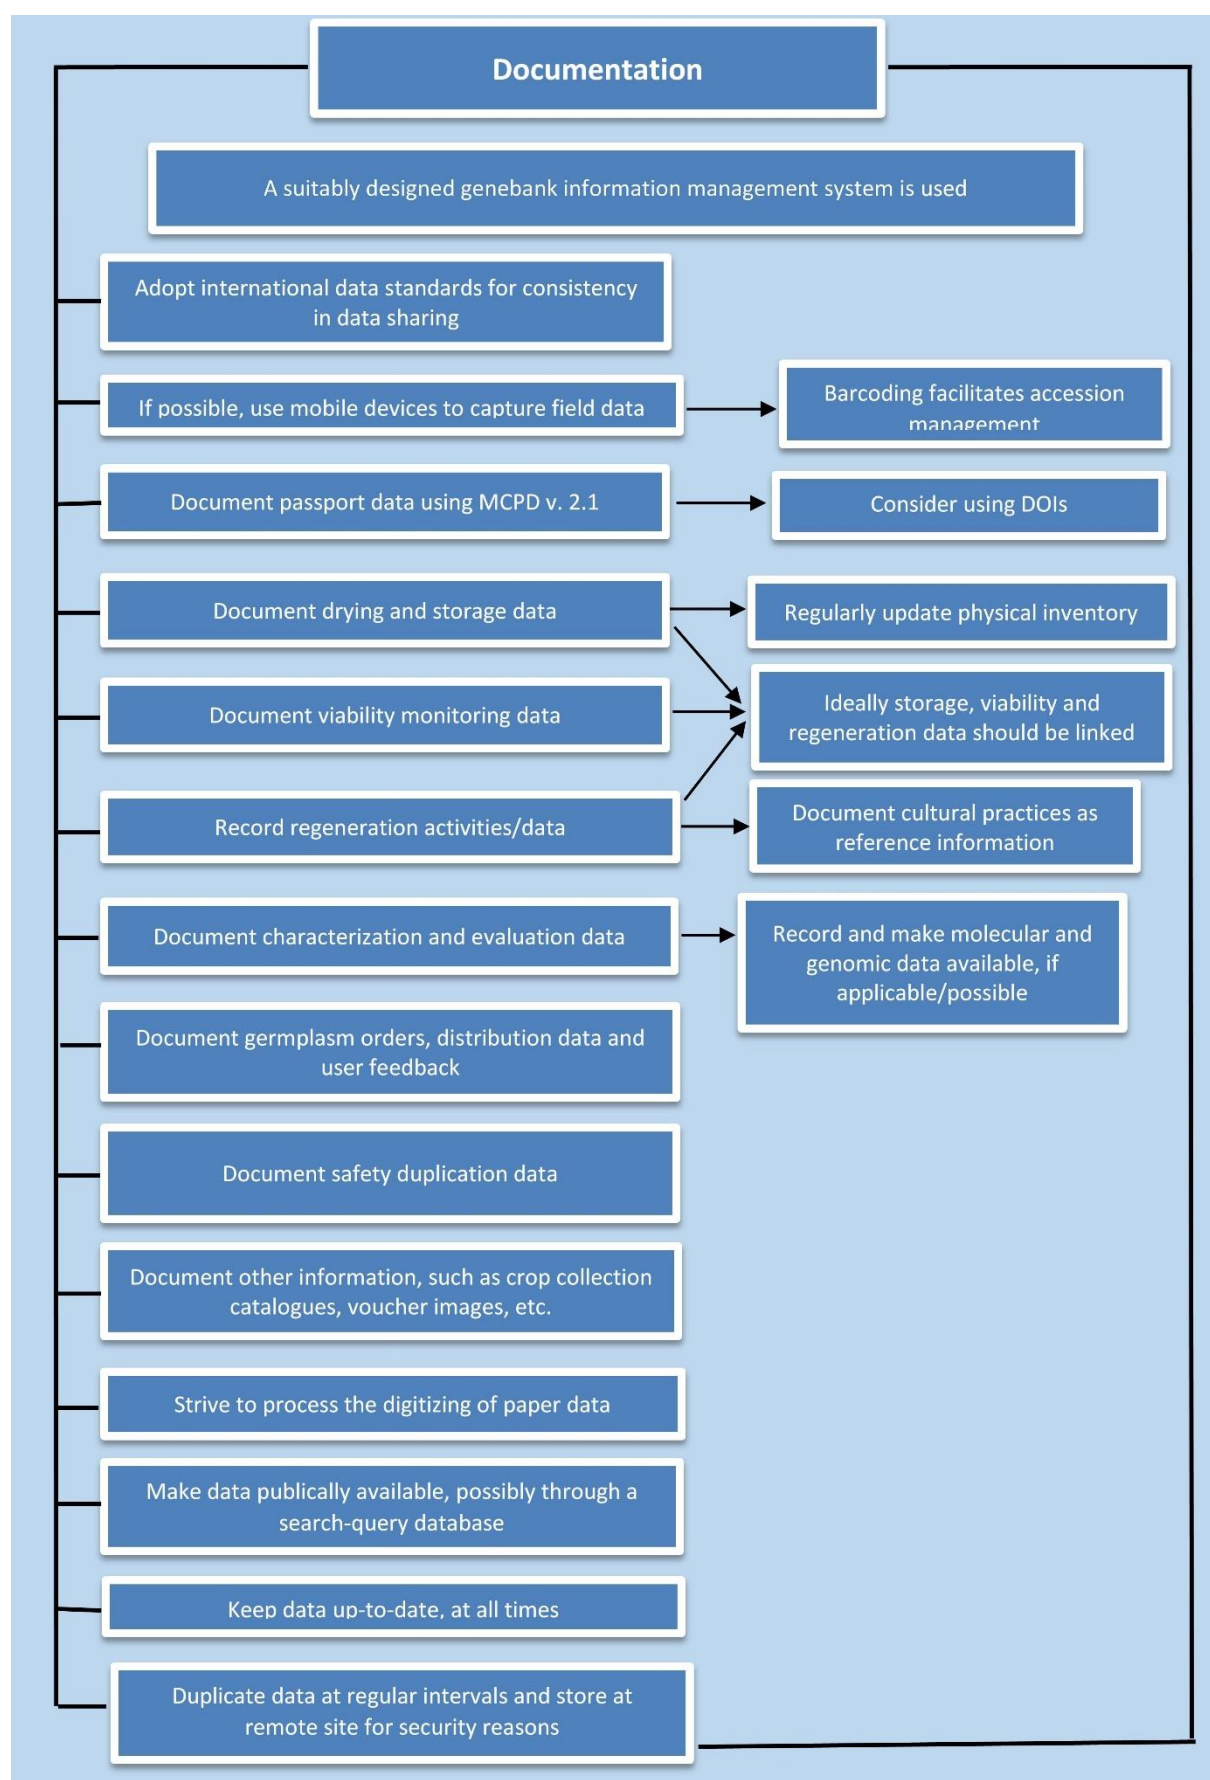 Documentation
A suitably designed genebank information management system is used
Adopt international data standards for consistency
in data sharing
If possible, use mobile devices to capture field data
Barcoding facilitates accession
management
Document passport data using MCPD v. 2.1
Consider using DOIs
Document drying and storage data
Regularly update physical inventory
Document viability monitoring data
Ideally storage, viability and
regeneration data should be linked
Record regeneration activities/data
Document cultural practices as
reference information
Document characterization and evaluation data
Record and make molecular and
genomic data available, if
applicable/possible
Document germplasm orders, distribution data and
user feedback
Document safety duplication data
Document other information, such as crop collection
catalogues, voucher images, etc.
Strive to process the digitizing of paper data
Make data publically available, possibly through a
search-query database
Keep data up-to-date, at all times
Duplicate data at regular intervals and store at
remote site for security reasons